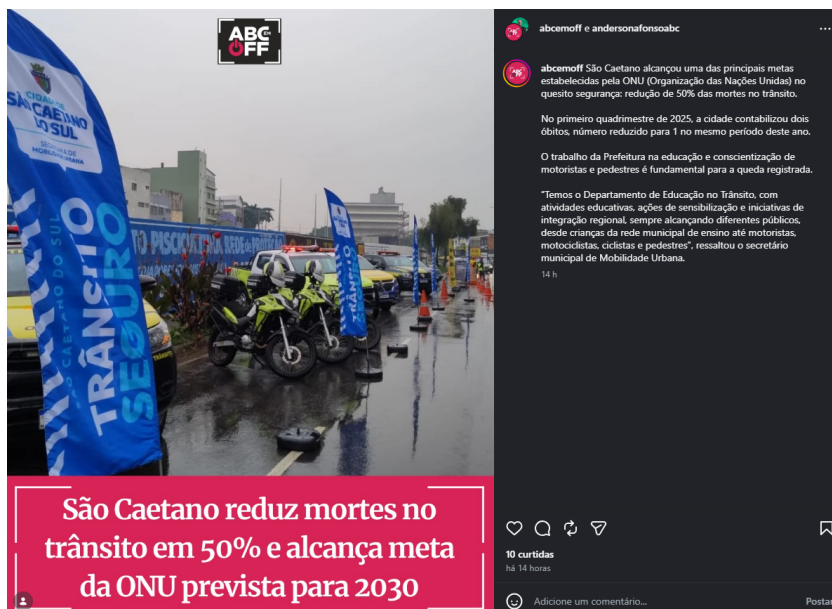 ABC EM
OFF
CIDADE DE
SÃO CAETANO
DO SUL
SECRETARIA DE
MOBILIDADE URBANA
SÃO CAETANO DO SUL
TRÂNSITO
SEGURO
TRÂNSITO
SEGURO
São Caetano reduz mortes no
trânsito em 50% e alcança meta
da ONU prevista para 2030
abcemoff e andersonafonsoabc
abcemoff São Caetano alcançou uma das principais metas
estabelecidas pela ONU (Organização das Nações Unidas) no
quesito segurança: redução de 50% das mortes no trânsito.
No primeiro quadrimestre de 2025, a cidade contabilizou dois
óbitos, número reduzido para 1 no mesmo período deste ano.
O trabalho da Prefeitura na educação e conscientização de
motoristas e pedestres é fundamental para a queda registrada.
"Temos o Departamento de Educação no Trânsito, com
atividades educativas, ações de sensibilização e iniciativas de
integração regional, sempre alcançando diferentes públicos,
desde crianças da rede municipal de ensino até motoristas,
motociclistas, ciclistas e pedestres", ressaltou o secretário
municipal de Mobilidade Urbana.
14 h
10 curtidas
há 14 horas
Adicione um comentário...
Postar